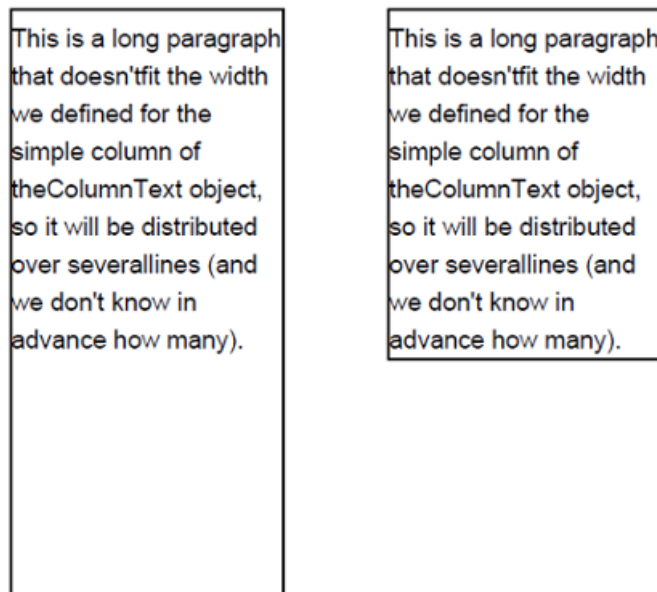 This is a long paragraph
that doesn'tfit the width
we defined for the
simple column of
theColumnText object,
so it will be distributed
over severallines (and
we don't know in
advance how many).
This is a long paragraph
that doesn'tfit the width
we defined for the
simple column of
theColumnText object,
so it will be distributed
over severallines (and
we don't know in
advance how many).